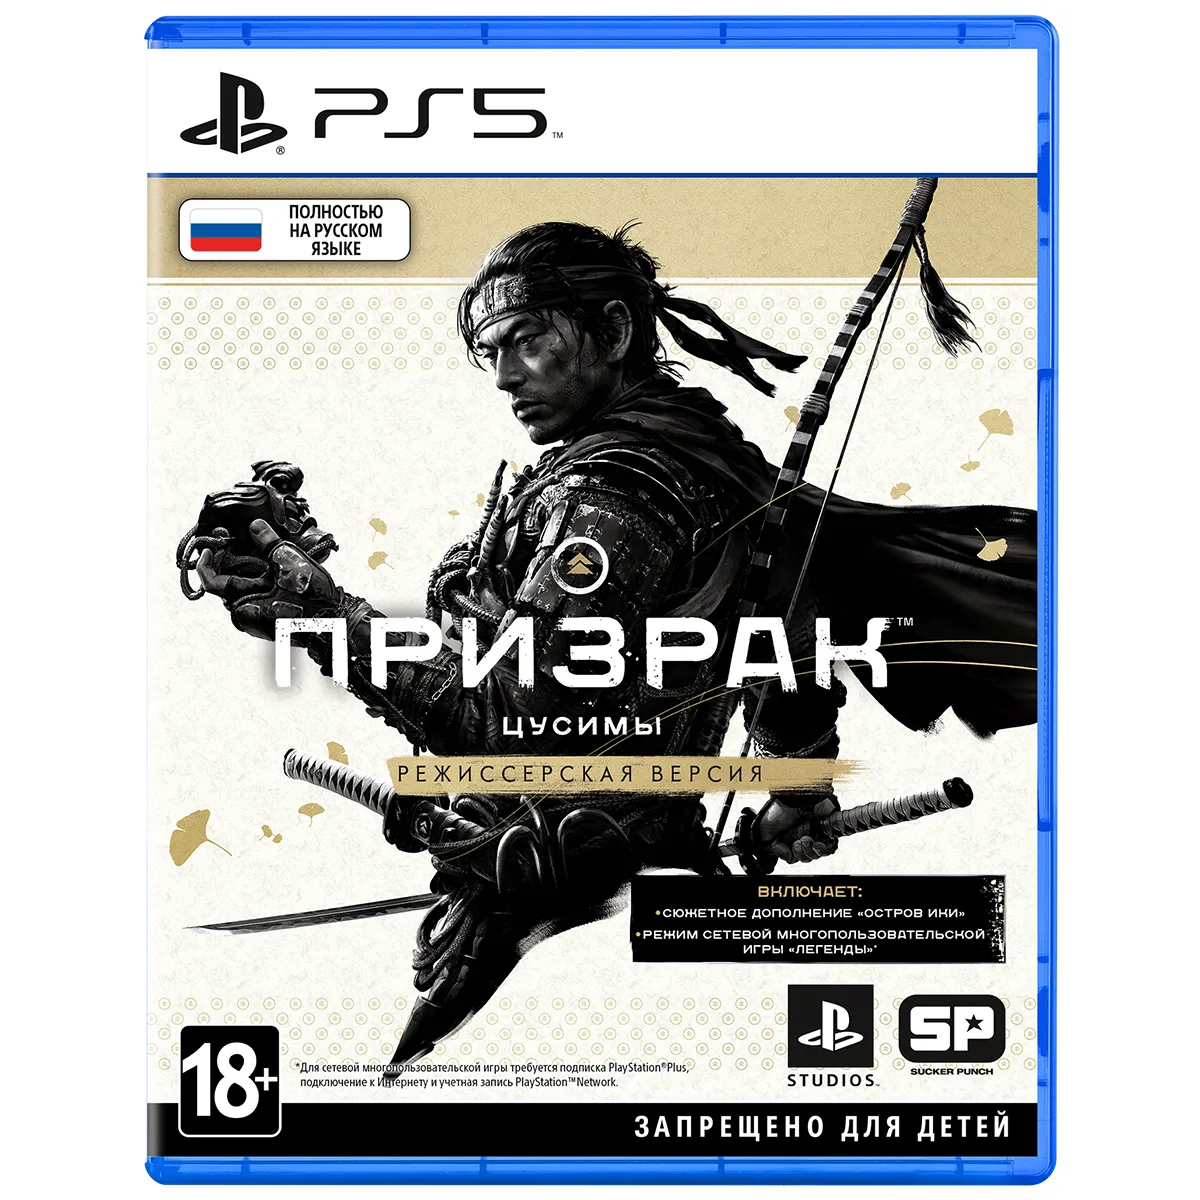 PS5™
®
ПОЛНОСТЬЮ
НА РУССКОМ
ЯЗЫКЕ
ПРИЗРАК™
ЦУСИМЫ
РЕЖИССЕРСКАЯ ВЕРСИЯ
ВКЛЮЧАЕТ:
•СЮЖЕТНОЕ ДОПОЛНЕНИЕ «ОСТРОВ ИКИ»
•РЕЖИМ СЕТЕВОЙ МНОГОПОЛЬЗОВАТЕЛЬСКОЙ
ИГРЫ «ЛЕГЕНДЫ»*
STUDIOS™
SP
SUCKER PUNCH
18+
*Для сетевой многопользовательской игры требуется подписка PlayStation®Plus,
подключение к Интернету и учетная запись PlayStation™Network.
ЗАПРЕЩЕНО ДЛЯ ДЕТЕЙ